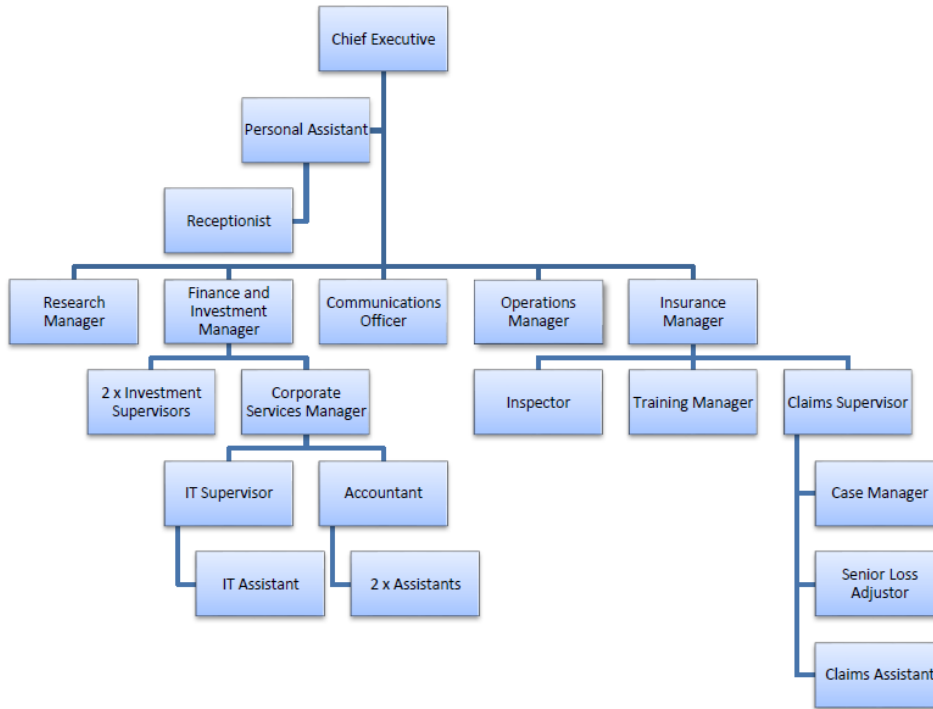 Chief Executive
Personal Assistant
Receptionist
Research
Manager
Finance and
Investment
Manager
Communications
Officer
Operations
Manager
Insurance
Manager
2 x Investment
Supervisors
Corporate
Services Manager
Inspector
Training Manager
Claims Supervisor
IT Supervisor
Accountant
Case Manager
IT Assistant
2 x Assistants
Senior Loss
Adjustor
Claims Assistant